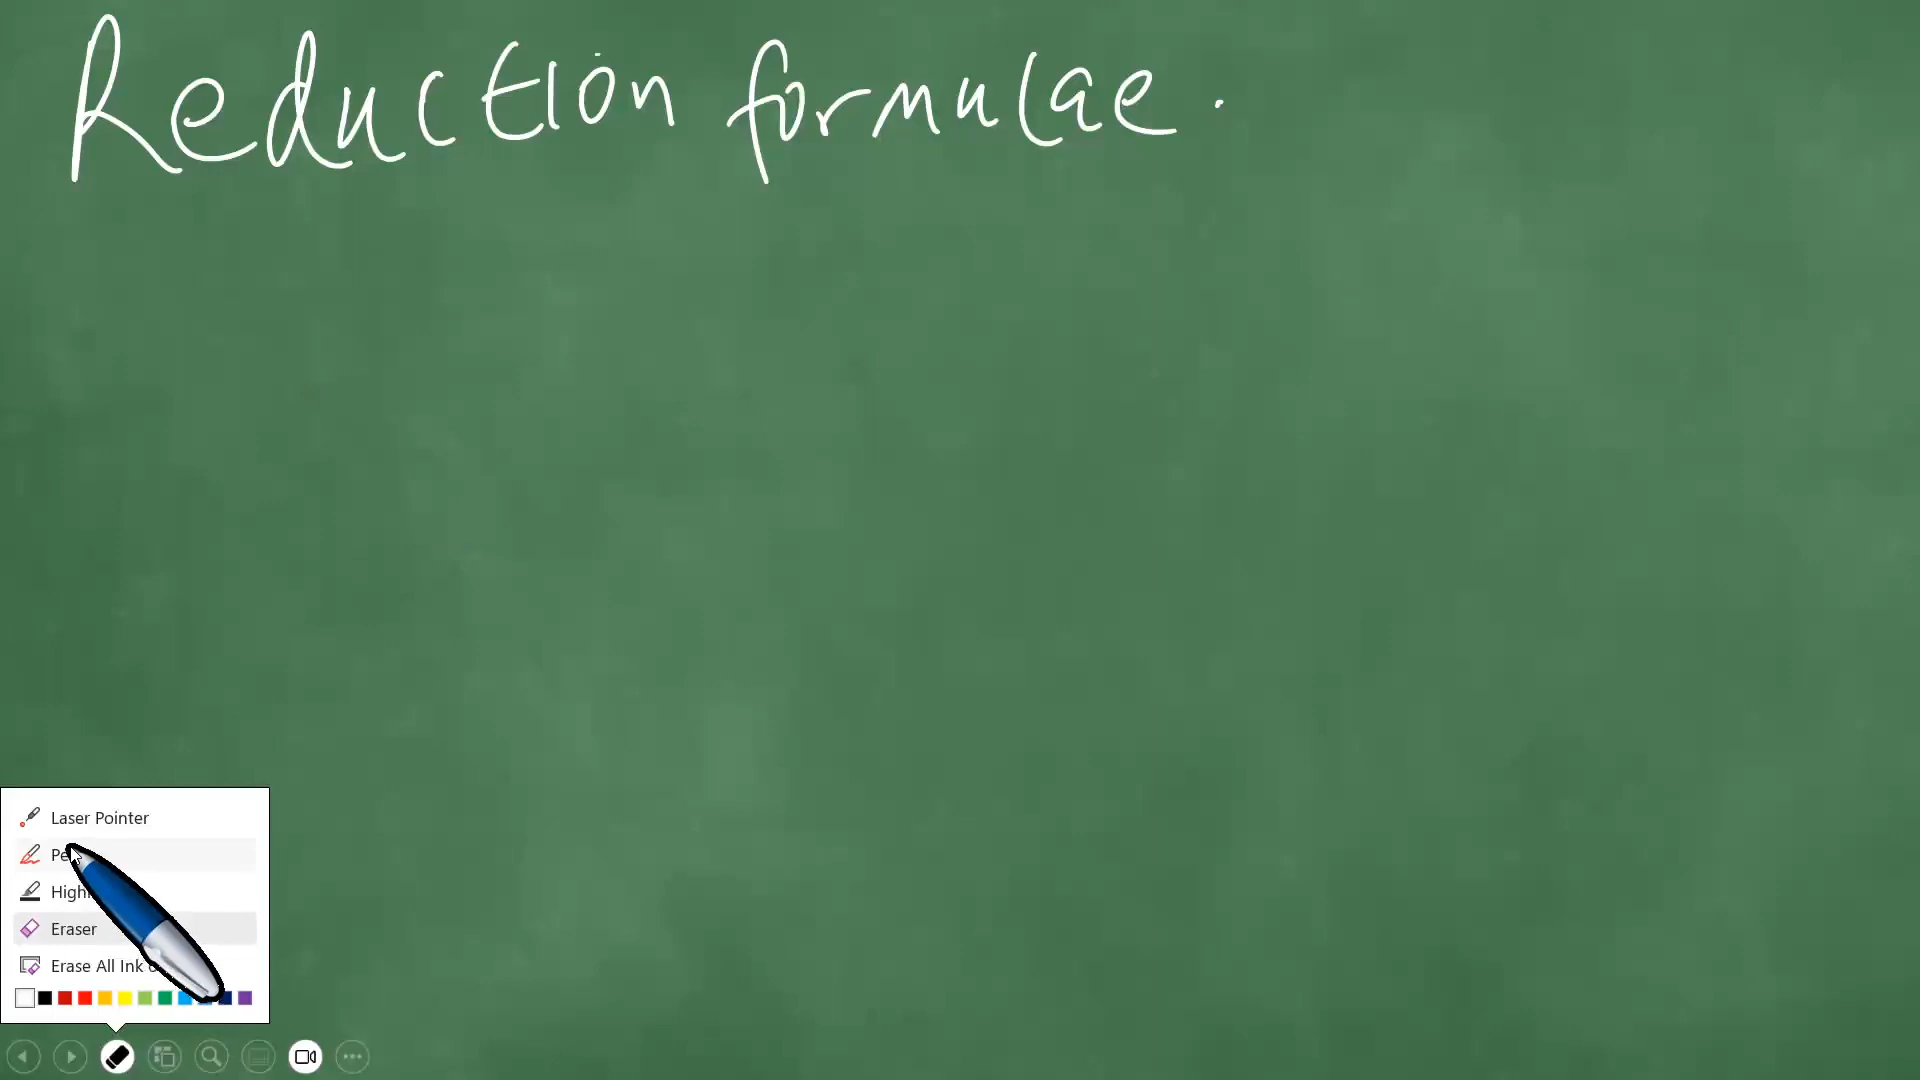 Reduction formulae.
Laser Pointer
Eraser
Erase All Ink